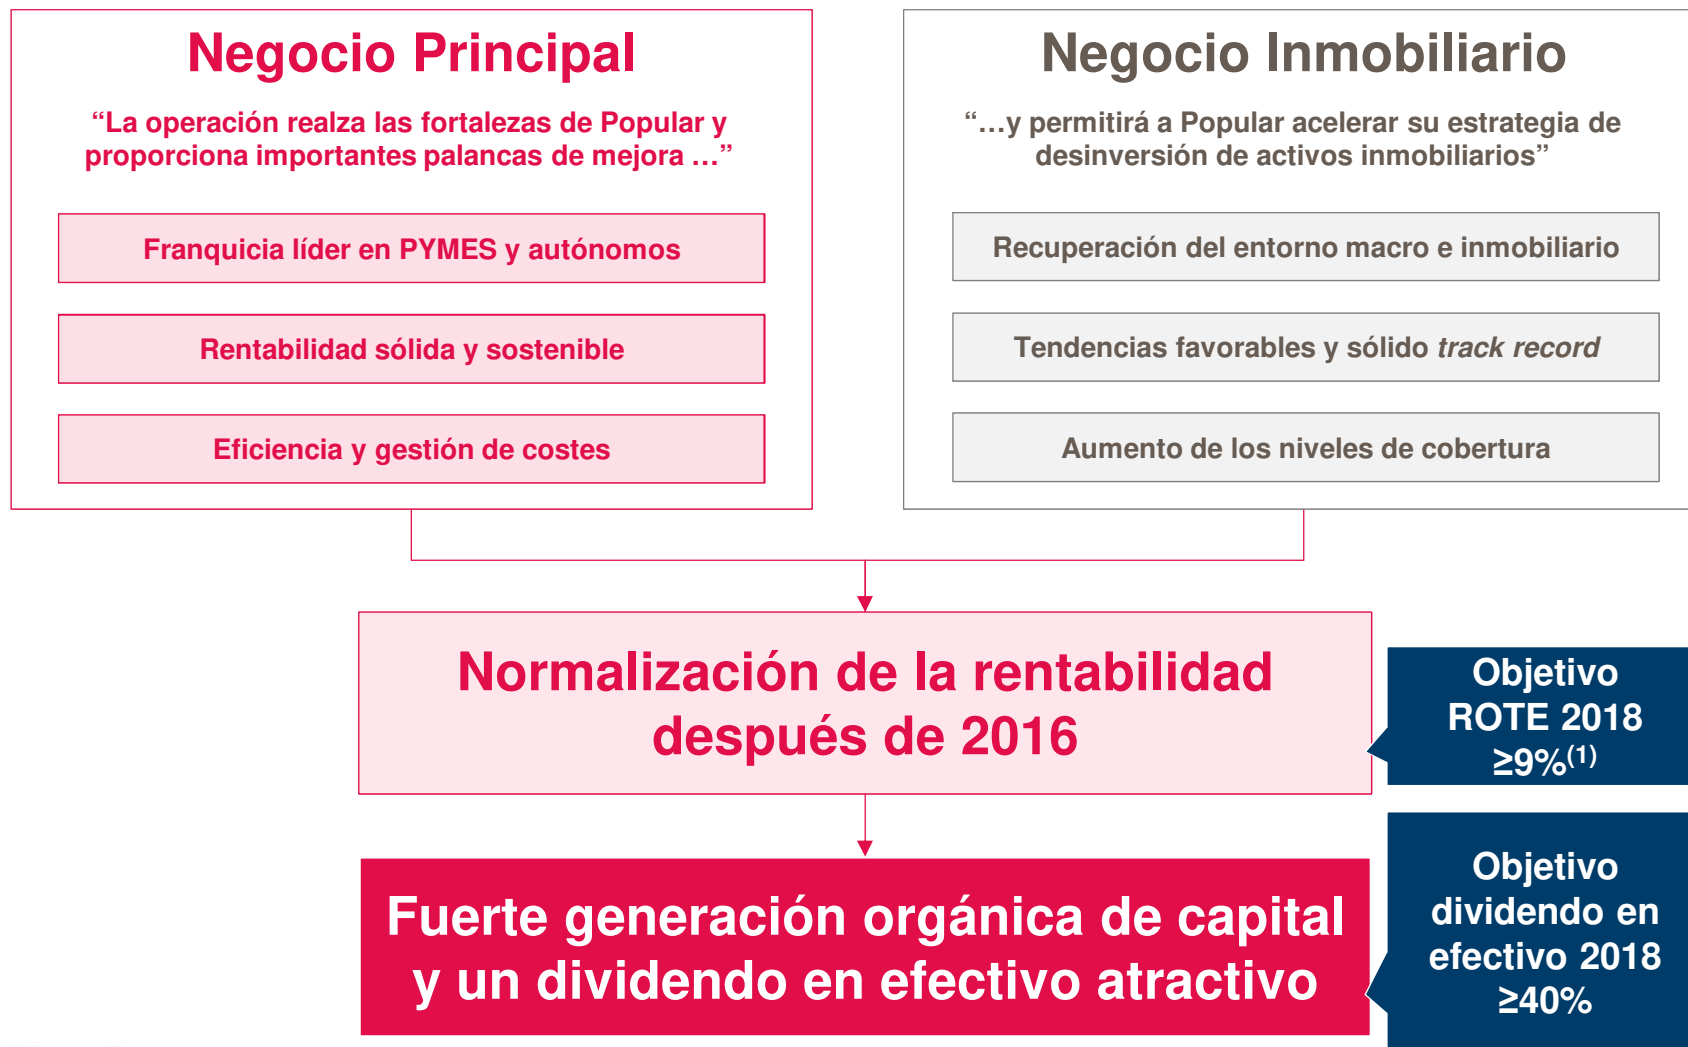 Negocio Principal
“La operación realza las fortalezas de Popular y
proporciona importantes palancas de mejora …”
Franquicia líder en PYMES y autónomos
Rentabilidad sólida y sostenible
Eficiencia y gestión de costes
Negocio Inmobiliario
“…y permitirá a Popular acelerar su estrategia de
desinversión de activos inmobiliarios”
Recuperación del entorno macro e inmobiliario
Tendencias favorables y sólido track record
Aumento de los niveles de cobertura
Normalización de la rentabilidad
después de 2016
Objetivo
ROTE 2018
≥9%(1)
Fuerte generación orgánica de capital
y un dividendo en efectivo atractivo
Objetivo
dividendo en
efectivo 2018
≥40%